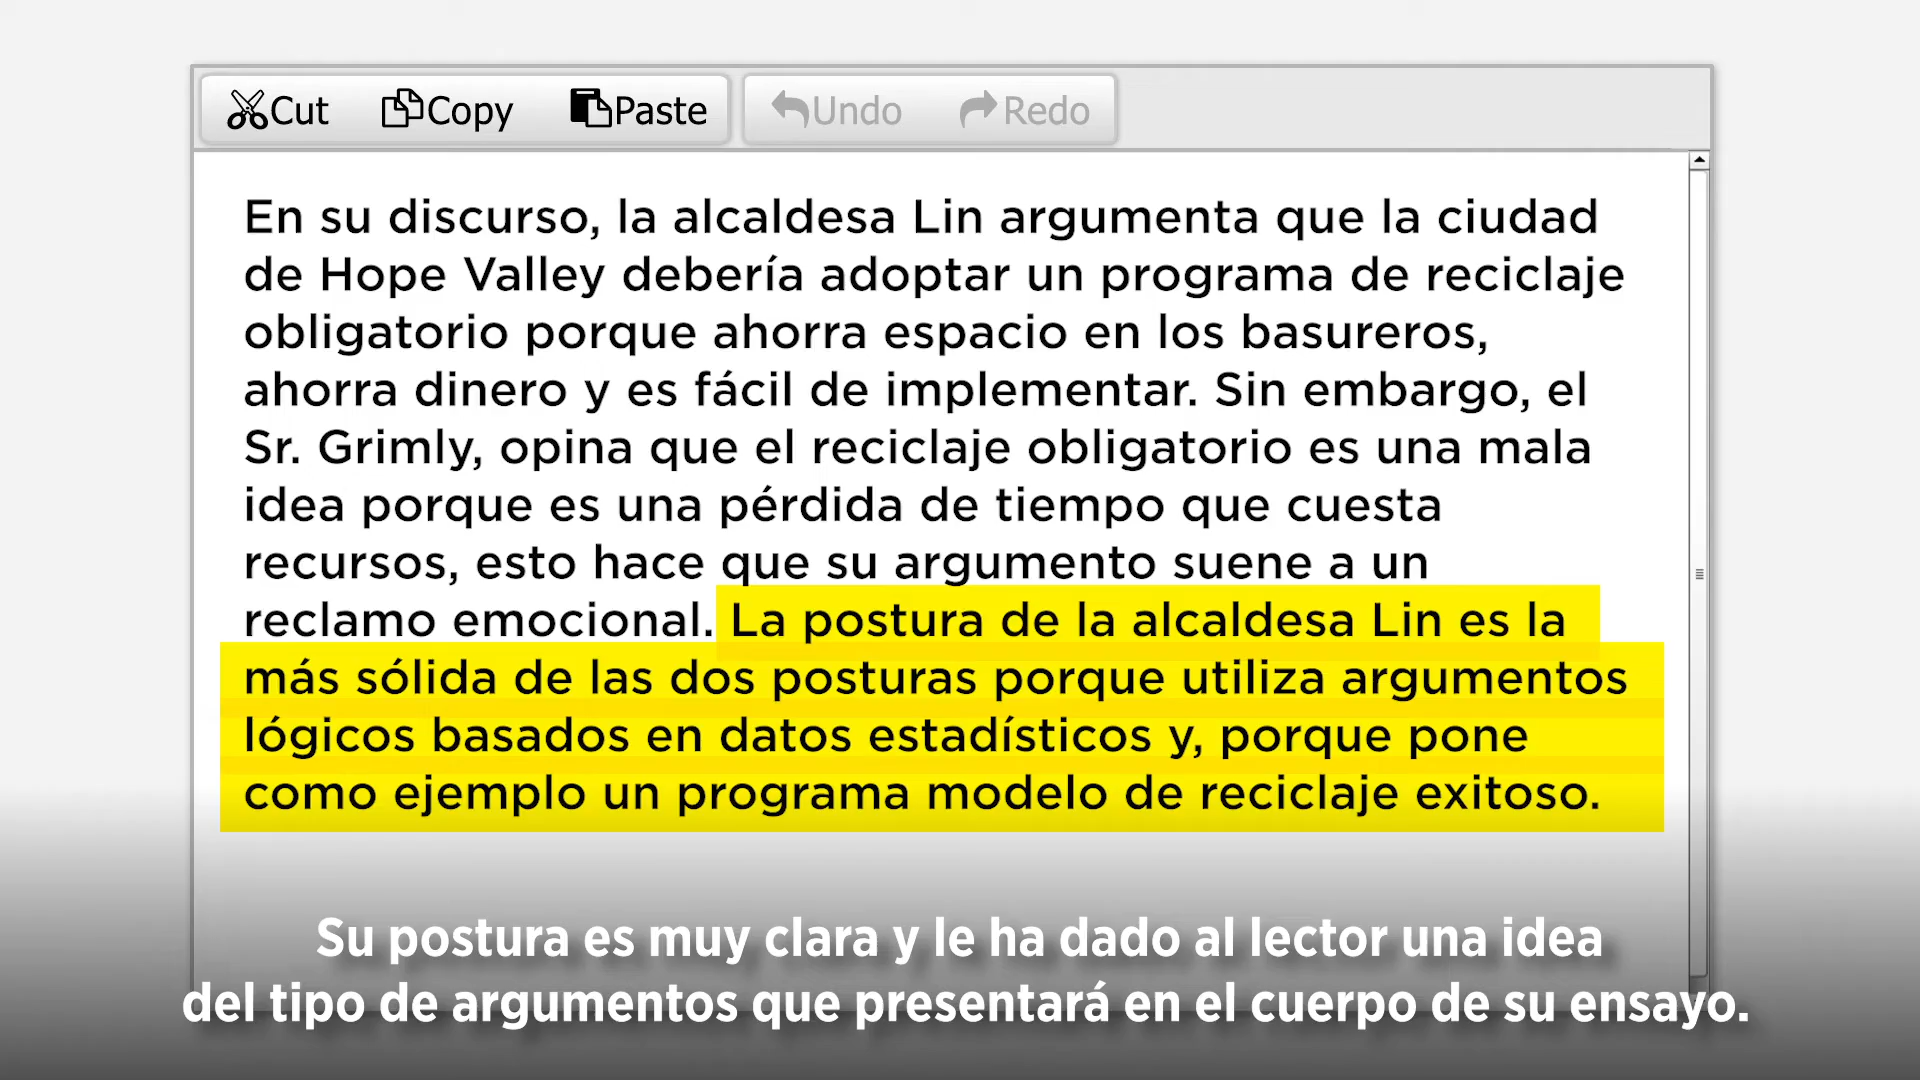 Cut Copy Paste Undo Redo
En su discurso, la alcaldesa Lin argumenta que la ciudad
de Hope Valley debería adoptar un programa de reciclaje
obligatorio porque ahorra espacio en los basureros,
ahorra dinero y es fácil de implementar. Sin embargo, el
Sr. Grimly, opina que el reciclaje obligatorio es una mala
idea porque es una pérdida de tiempo que cuesta
recursos, esto hace que su argumento suene a un
reclamo emocional. La postura de la alcaldesa Lin es la
más sólida de las dos posturas porque utiliza argumentos
lógicos basados en datos estadísticos y, porque pone
como ejemplo un programa modelo de reciclaje exitoso.
Su postura es muy clara y le ha dado al lector una idea
del tipo de argumentos que presentará en el cuerpo de su ensayo.